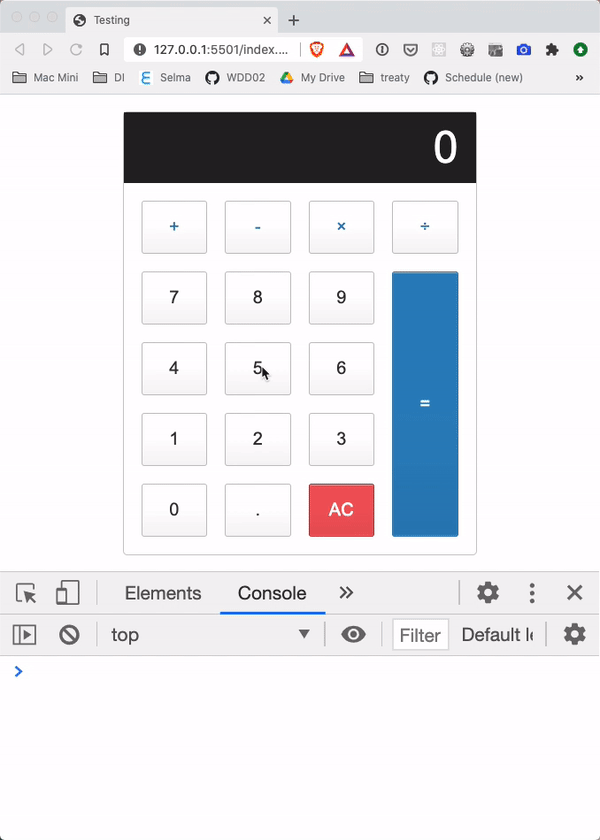 Testing
127.0.0.1:5501/index....
Mac Mini DI Selma WDD02 My Drive treaty Schedule (new) »
0
+ - × ÷
7 8 9
4 5 6 =
1 2 3
0 . AC
Elements Console »
top Filter Default le
>